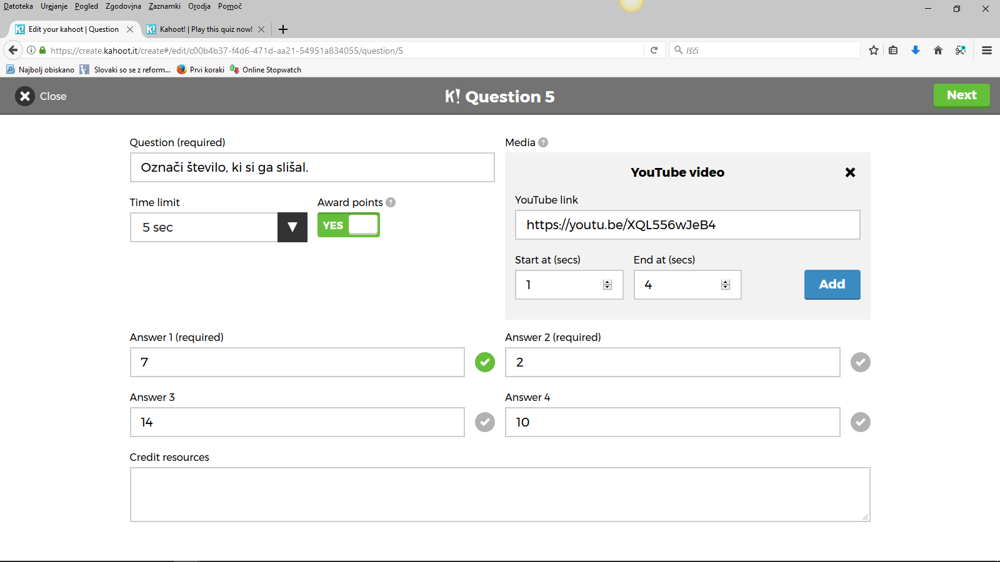 Datoteka Urejanje Pogled Zgodovina Zaznamki Orodja Pomoč
Edit your kahoot | Question
Kahoot! | Play this quiz now!
https://create.kahoot.it/create#/edit/c00b4b37-f4d6-471d-aa21-54951a834055/question/5
Išči
Najbolj obiskano Slovaki so se z reform... Prvi koraki Online Stopwatch
Close
K! Question 5
Next
Question (required)
Označi število, ki si ga slišal.
Time limit
5 sec
Award points ?
YES
Media ?
YouTube video
YouTube link
https://youtu.be/XQL556wJeB4
Start at (secs) End at (secs)
1 4
Add
Answer 1 (required) Answer 2 (required)
7 2
Answer 3 Answer 4
14 10
Credit resources